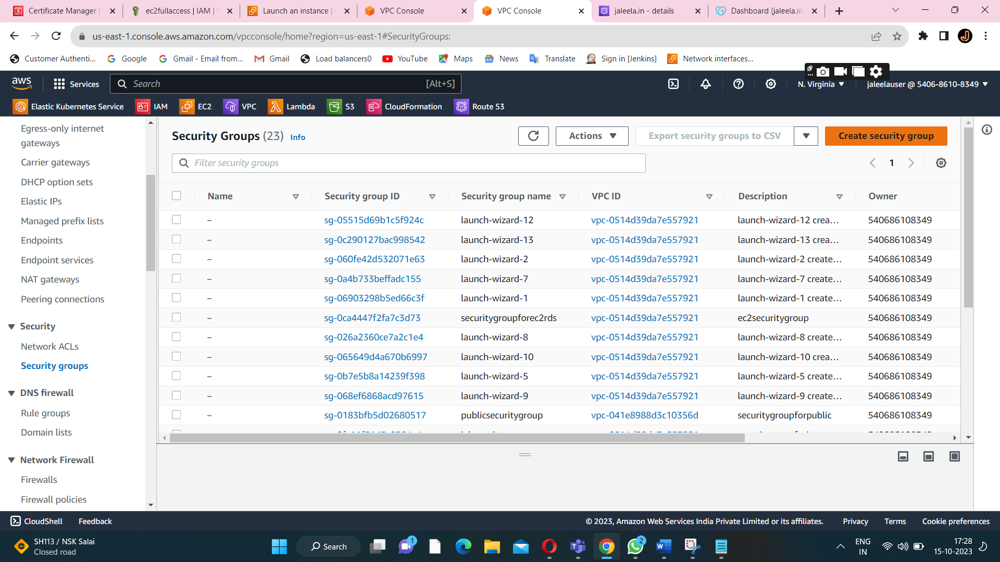 Certificate Manager
ec2fullaccess | IAM |
Launch an instance |
VPC Console
VPC Console
jaleela.in - details
Dashboard (jaleela.in
us-east-1.console.aws.amazon.com/vpcconsole/home?region=us-east-1#SecurityGroups:
Customer Authenti...
Google
Gmail - Email from...
Gmail
Load balancers0
YouTube
Maps
News
Translate
Sign in [Jenkins]
Network interfaces...
aws
Services
Search
[Alt+S]
N. Virginia
jaleelauser @ 5406-8610-8349
Elastic Kubernetes Service
IAM
EC2
VPC
Lambda
S3
CloudFormation
Route 53
Egress-only internet
gateways
Carrier gateways
DHCP option sets
Elastic IPs
Managed prefix lists
Endpoints
Endpoint services
NAT gateways
Peering connections
Security
Network ACLs
Security groups
DNS firewall
Rule groups
Domain lists
Network Firewall
Firewalls
Firewall policies
Security Groups (23) Info
Actions
Export security groups to CSV
Create security group
Filter security groups
1
Name Security group ID Security group name VPC ID Description Owner
– sg-05515d69b1c5f924c launch-wizard-12 vpc-0514d39da7e557921 launch-wizard-12 crea... 540686108349
– sg-0c290127bac998542 launch-wizard-13 vpc-0514d39da7e557921 launch-wizard-13 crea... 540686108349
– sg-060fe42d532071e63 launch-wizard-2 vpc-0514d39da7e557921 launch-wizard-2 create... 540686108349
– sg-0a4b733beffadc155 launch-wizard-7 vpc-0514d39da7e557921 launch-wizard-7 create... 540686108349
– sg-06903298b5ed66c3f launch-wizard-1 vpc-0514d39da7e557921 launch-wizard-1 create... 540686108349
– sg-0ca4447f2fa7c3d73 securitygroupforec2rds vpc-0514d39da7e557921 ec2securitygroup 540686108349
– sg-026a2360ce7a2c1e4 launch-wizard-8 vpc-0514d39da7e557921 launch-wizard-8 create... 540686108349
– sg-065649d4a670b6997 launch-wizard-10 vpc-0514d39da7e557921 launch-wizard-10 crea... 540686108349
– sg-0b7e5b8a14239f398 launch-wizard-5 vpc-0514d39da7e557921 launch-wizard-5 create... 540686108349
– sg-068ef6868acd97615 launch-wizard-9 vpc-0514d39da7e557921 launch-wizard-9 create... 540686108349
– sg-0183bfb5d02680517 publicsecuritygroup vpc-041e8988d3c10356d securitygroupforpublic 540686108349
CloudShell
Feedback
© 2023, Amazon Web Services India Private Limited or its affiliates.
Privacy
Terms
Cookie preferences
SH113 / NSK Salai
Closed road
Search
1
2
ENG
IN
17:28
15-10-2023